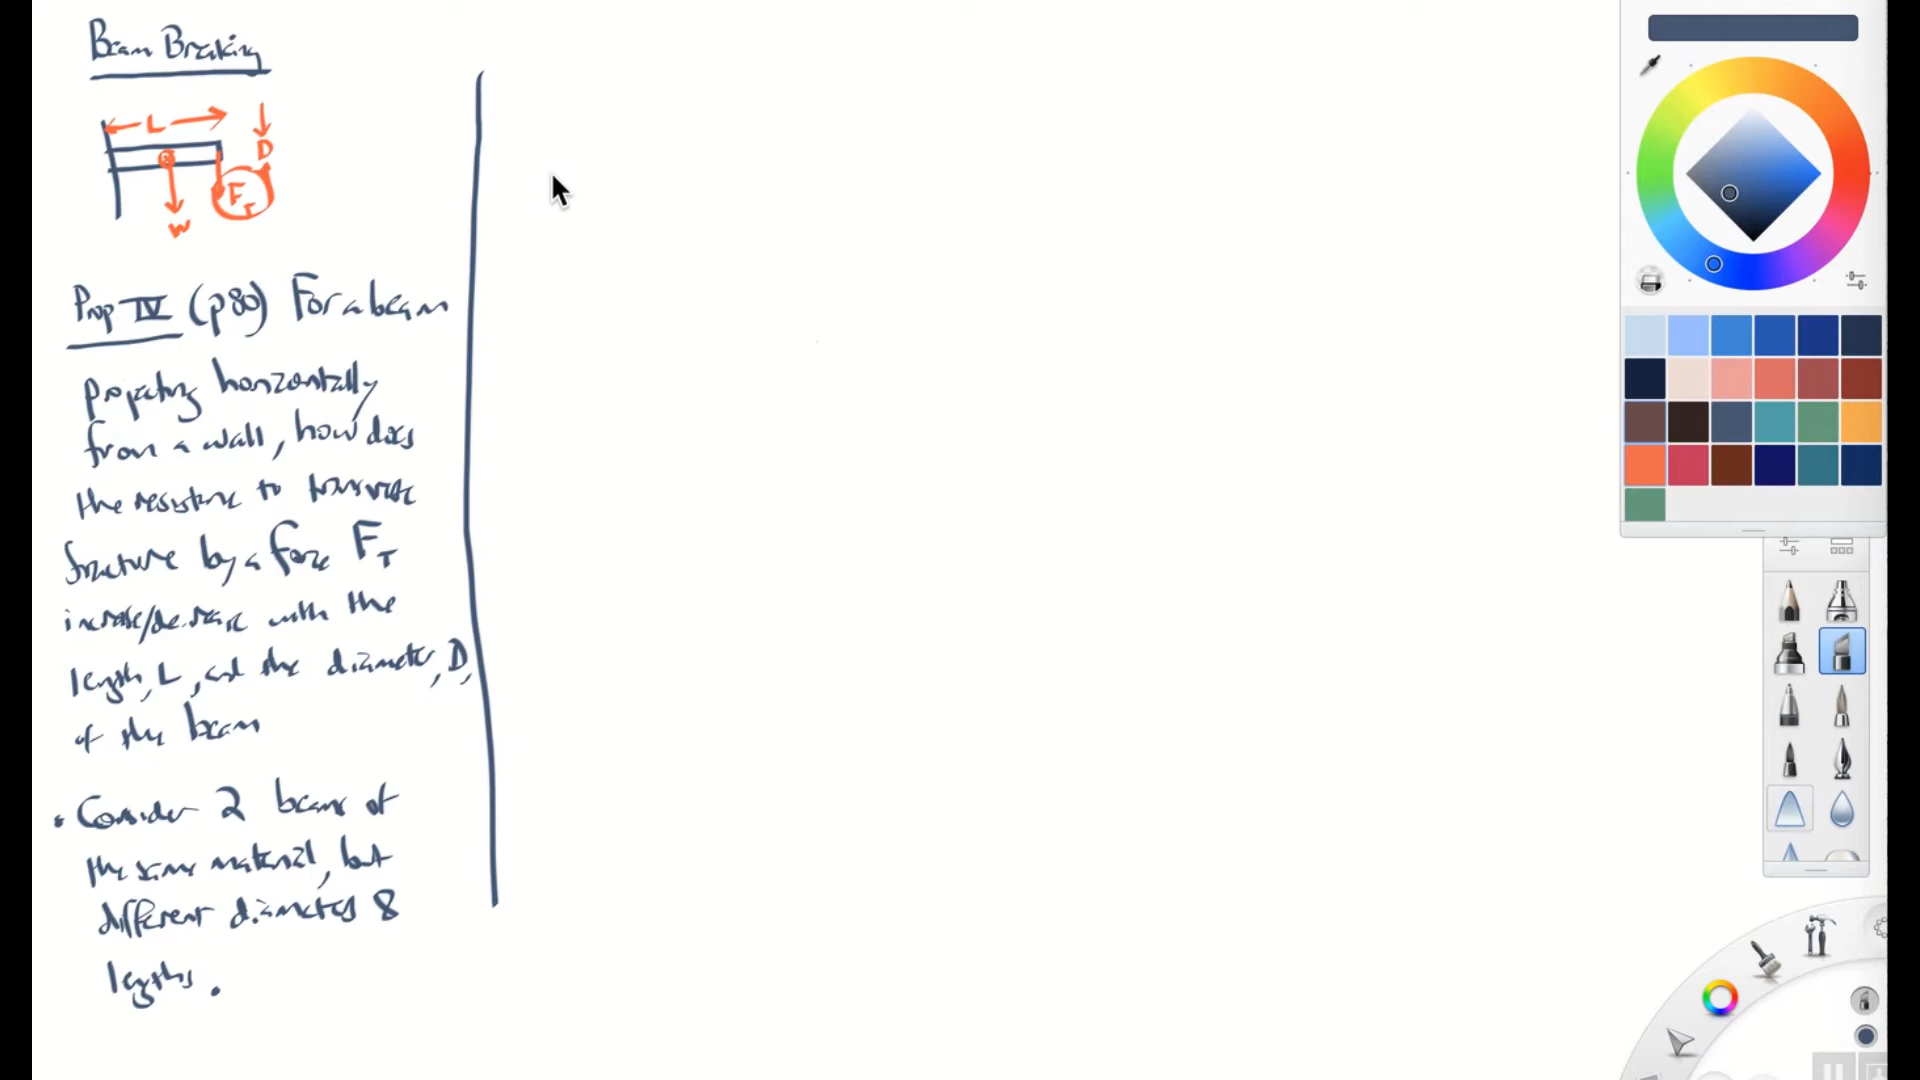 Beam Breaking
L
D
F_T
W
Prop IV (p80) For a beam
projecting horizontally
from a wall, how does
the resistance to transverse
fracture by a force F_T
increase/decrease with the
length, L, and the diameter, D,
of the beam
• Consider 2 beams of
the same material, but
different diameters &
lengths.